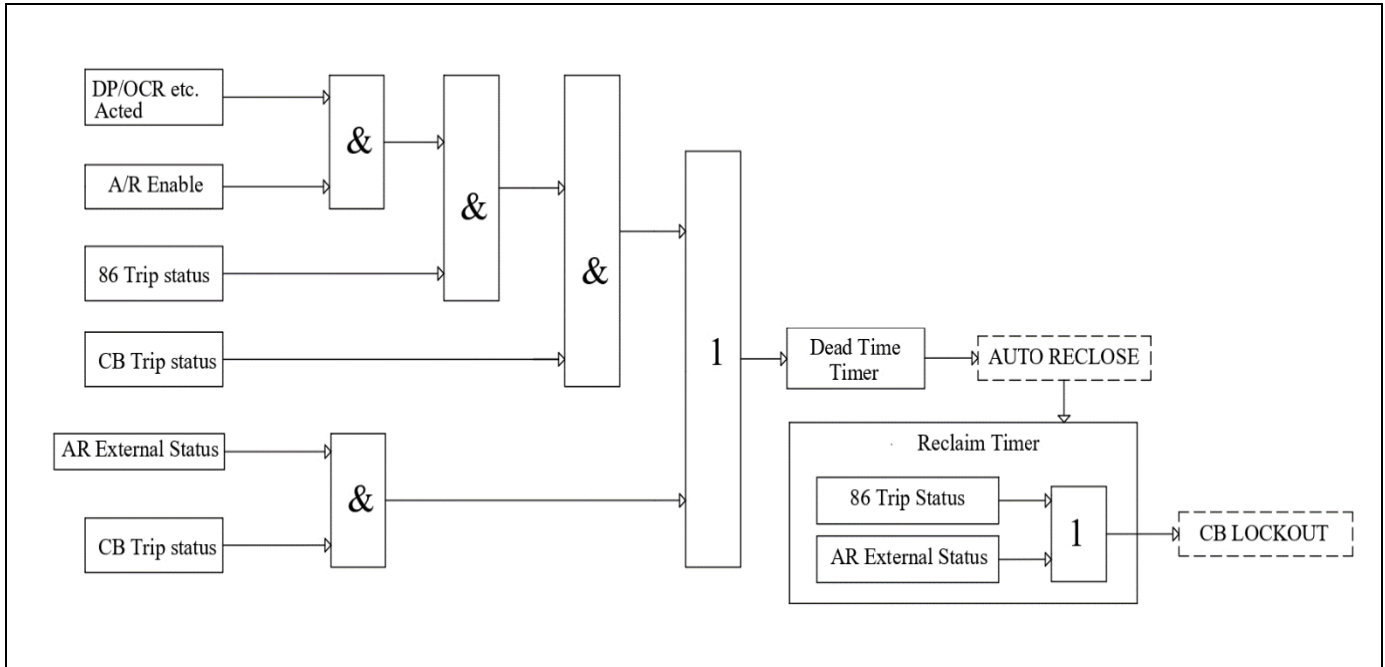 DP/OCR etc.
Acted
&
A/R Enable
&
86 Trip status
&
CB Trip status
1
Dead Time
Timer
AUTO RECLOSE
AR External Status
&
CB Trip status
Reclaim Timer
86 Trip Status
1
AR External Status
CB LOCKOUT